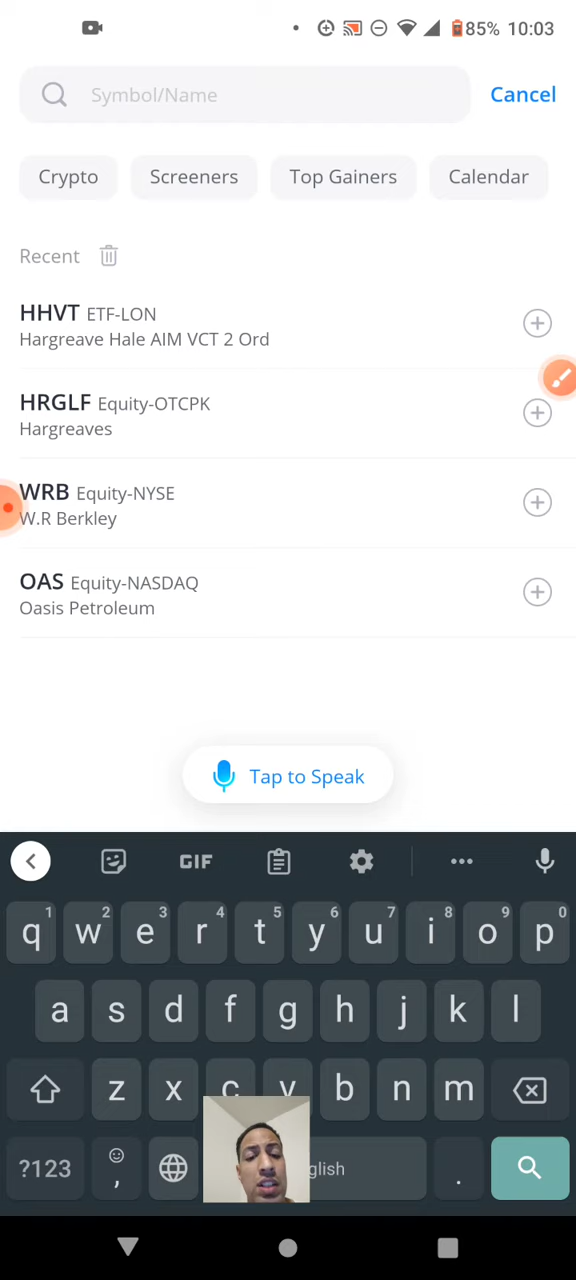 85% 10:03
Symbol/Name
Cancel
Crypto Screeners Top Gainers Calendar
Recent
HHVT ETF-LON
Hargreave Hale AIM VCT 2 Ord
HRGLF Equity-OTCPK
Hargreaves
WRB Equity-NYSE
W.R Berkley
OAS Equity-NASDAQ
Oasis Petroleum
Tap to Speak
GIF
1 2 3 4 5 6 7 8 9 0
q w e r t y u i o p
a s d f g h j k l
z x c v b n m
?123 , glish .